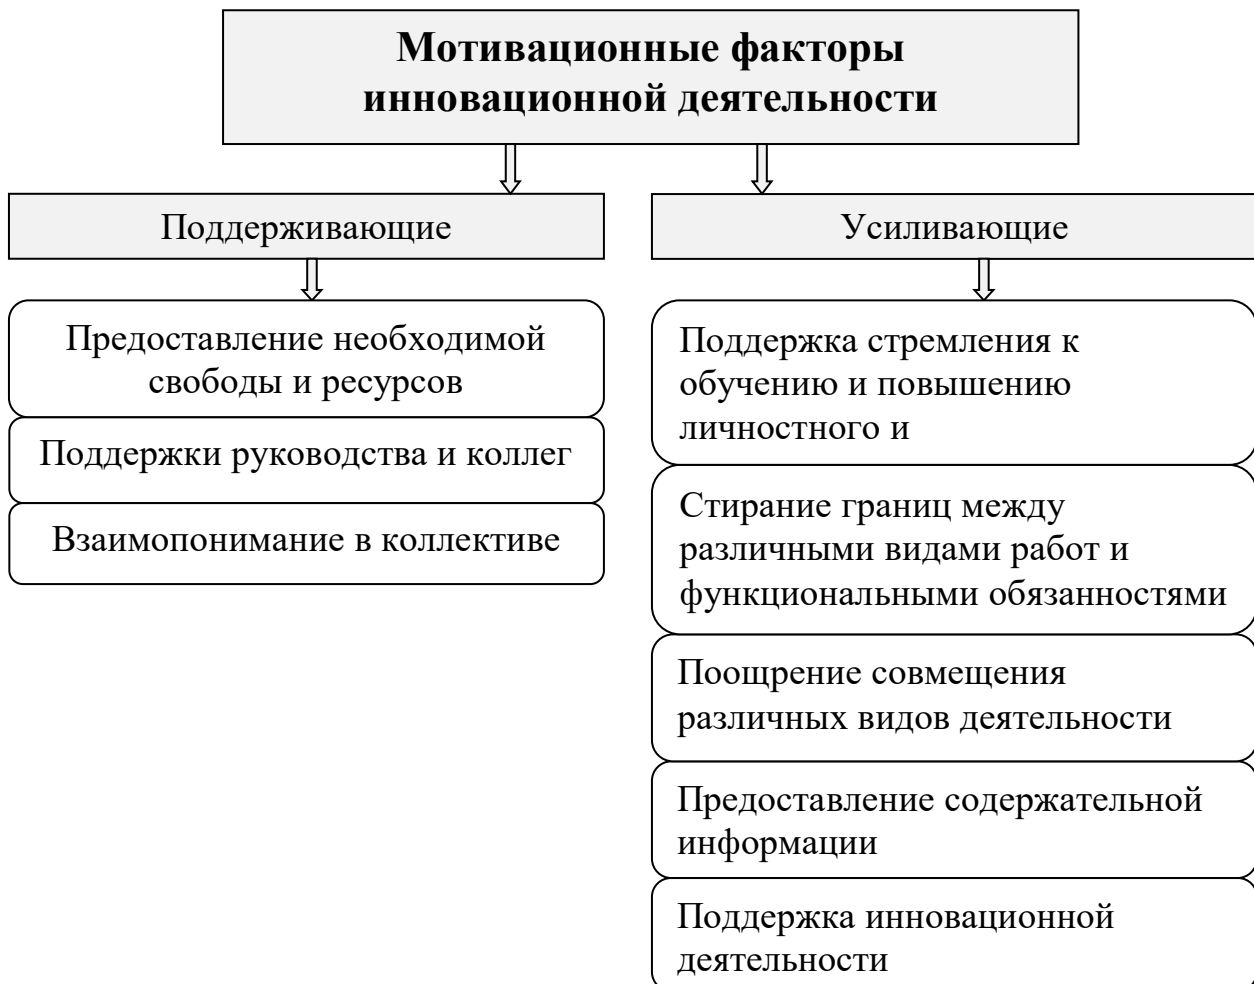 Мотивационные факторы
инновационной деятельности
Поддерживающие
Предоставление необходимой
свободы и ресурсов
Поддержки руководства и коллег
Взаимопонимание в коллективе
Усиливающие
Поддержка стремления к
обучению и повышению
личностного и
Стирание границ между
различными видами работ и
функциональными обязанностями
Поощрение совмещения
различных видов деятельности
Предоставление содержательной
информации
Поддержка инновационной
деятельности